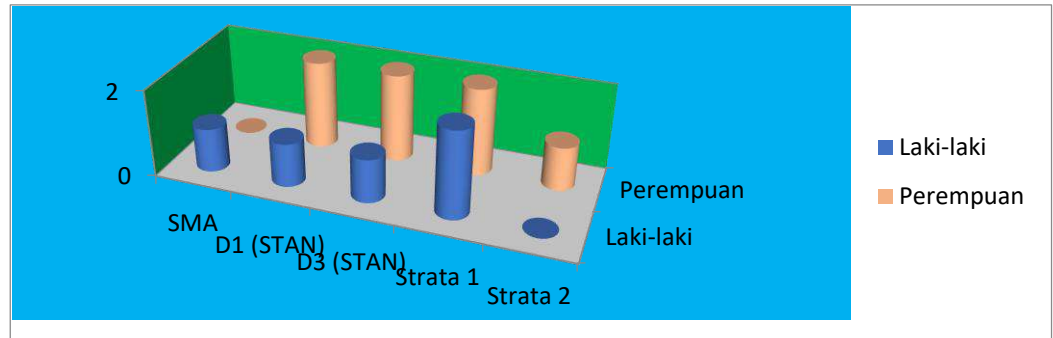 2
0
SMA
D1 (STAN)
D3 (STAN)
Strata 1
Strata 2
Perempuan
Laki-laki
Laki-laki
Perempuan